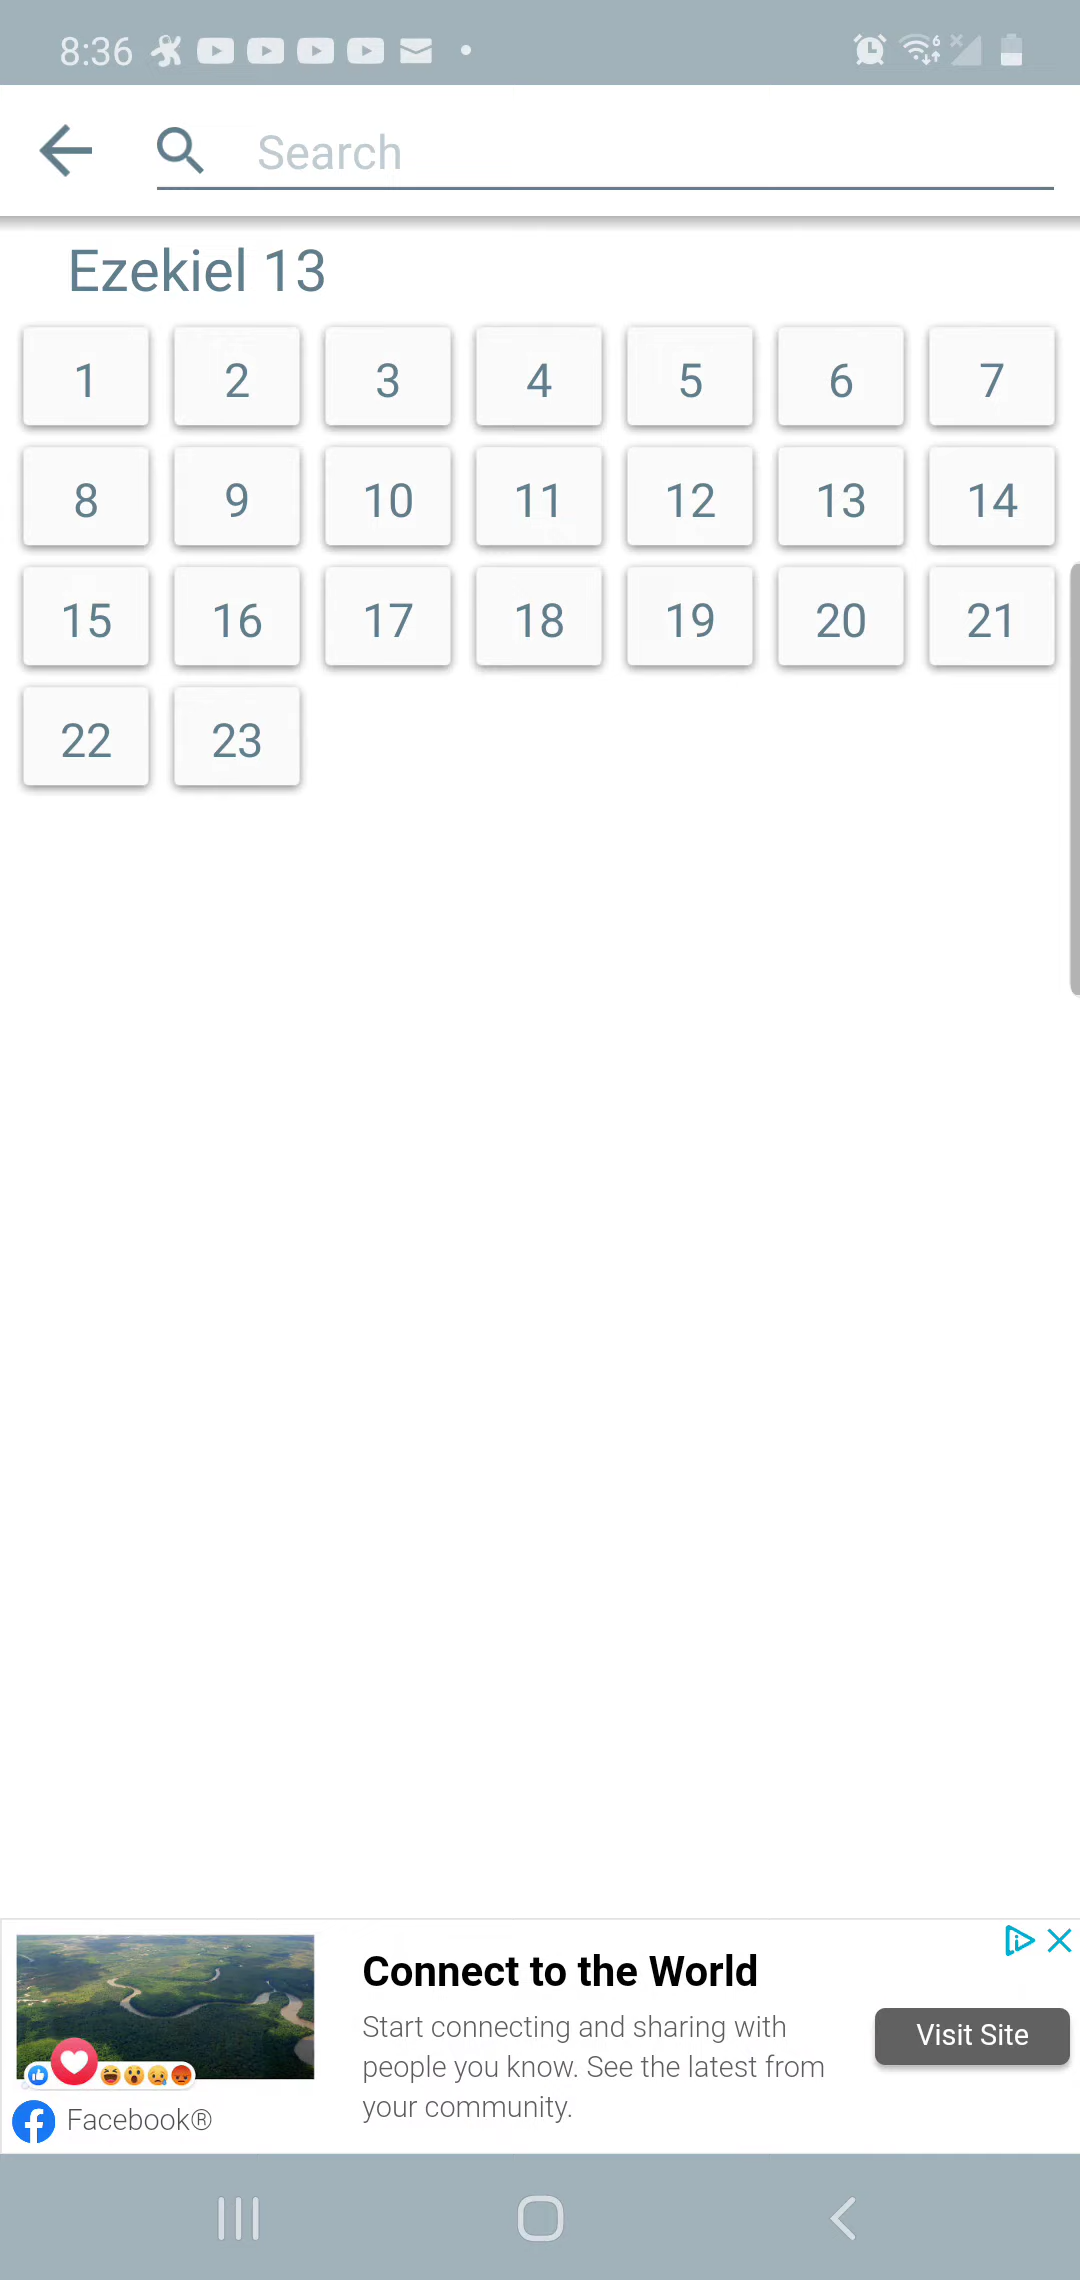 8:36
Search
Ezekiel 13
1 2 3 4 5 6 7
8 9 10 11 12 13 14
15 16 17 18 19 20 21
22 23
Connect to the World
Start connecting and sharing with
people you know. See the latest from
your community.
Visit Site
Facebook®